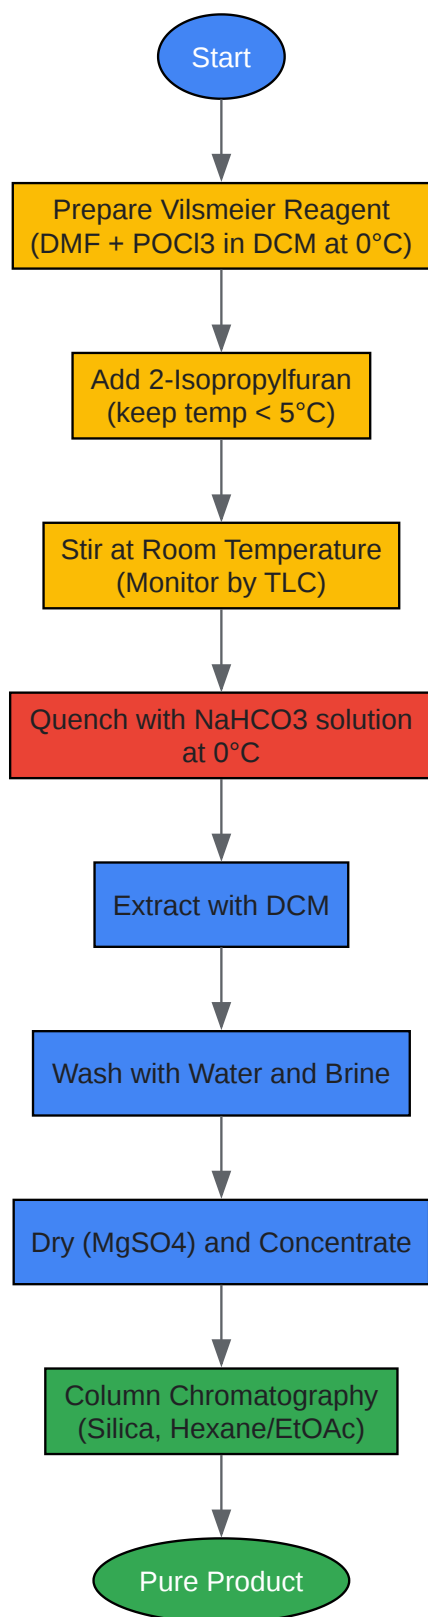 Start
Prepare Vilsmeier Reagent
(DMF + POCl3 in DCM at 0°C)
Add 2-Isopropylfuran
(keep temp < 5°C)
Stir at Room Temperature
(Monitor by TLC)
Quench with NaHCO3 solution
at 0°C
Extract with DCM
Wash with Water and Brine
Dry (MgSO4) and Concentrate
Column Chromatography
(Silica, Hexane/EtOAc)
Pure Product